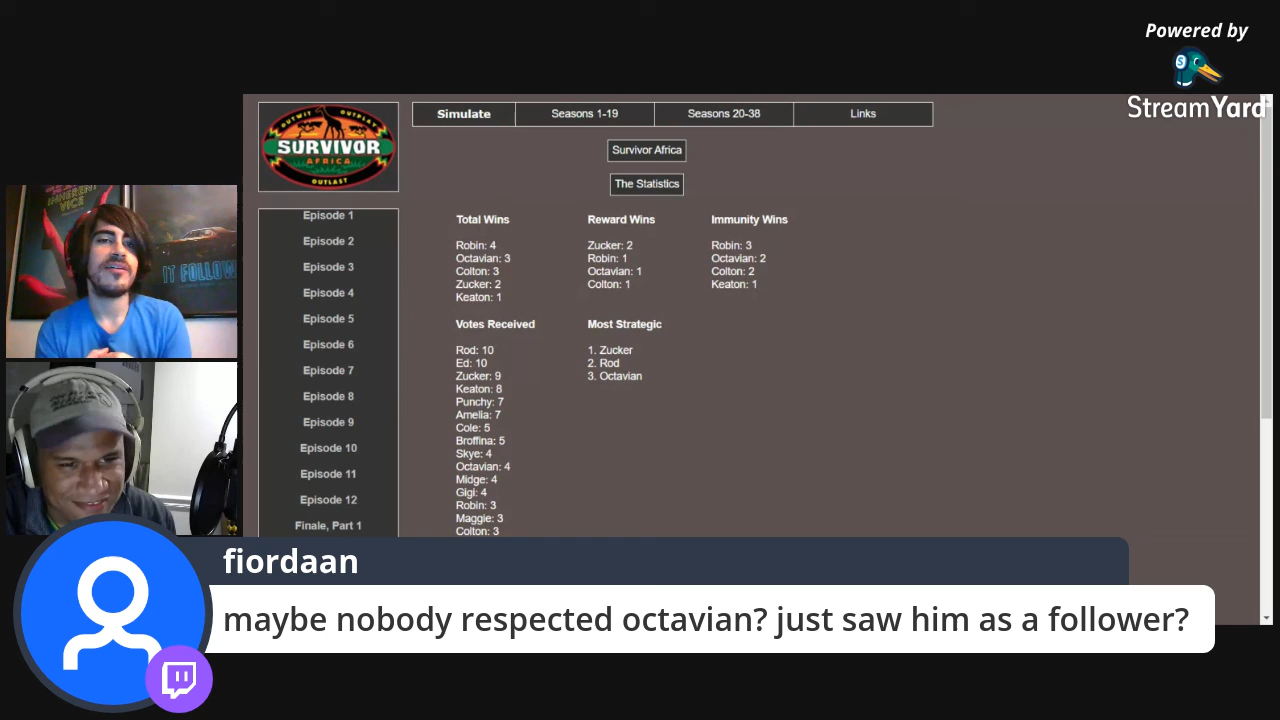 Powered by
StreamYard
OUTWIT OUTPLAY
SURVIVOR
AFRICA
OUTLAST
Simulate
Seasons 1-19
Seasons 20-38
Links
Survivor Africa
The Statistics
Episode 1
Episode 2
Episode 3
Episode 4
Episode 5
Episode 6
Episode 7
Episode 8
Episode 9
Episode 10
Episode 11
Episode 12
Finale, Part 1
Total Wins
Robin: 4
Octavian: 3
Colton: 3
Zucker: 2
Keaton: 1
Reward Wins
Zucker: 2
Robin: 1
Octavian: 1
Colton: 1
Immunity Wins
Robin: 3
Octavian: 2
Colton: 2
Keaton: 1
Votes Received
Rod: 10
Ed: 10
Zucker: 9
Keaton: 8
Punchy: 7
Amelia: 7
Cole: 5
Broffina: 5
Skye: 4
Octavian: 4
Midge: 4
Gigi: 4
Robin: 3
Maggie: 3
Colton: 3
Most Strategic
1. Zucker
2. Rod
3. Octavian
INHERENT
VICE
IT FOLLOW
fiordaan
maybe nobody respected octavian? just saw him as a follower?